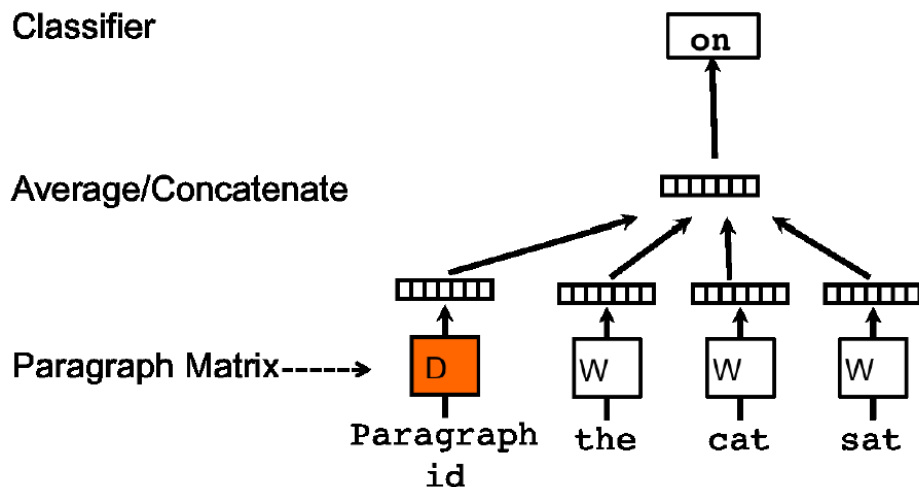 Classifier
on
Average/Concatenate
Paragraph Matrix
D
W
W
W
Paragraph
id
the
cat
sat